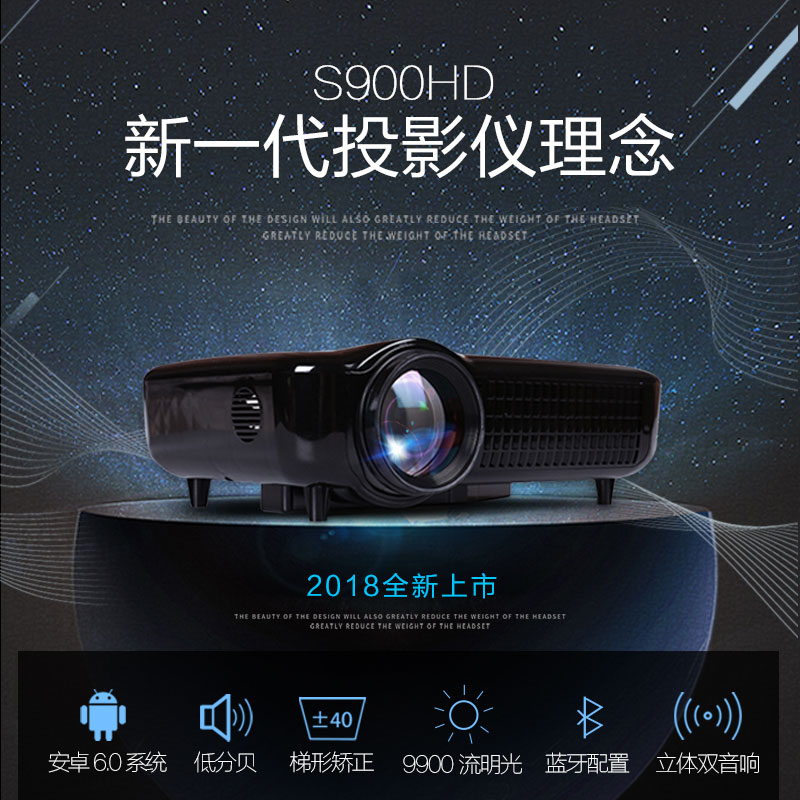 S900HD
新一代投影仪理念
THE BEAUTY OF THE DESIGN WILL ALSO GREATLY REDUCE THE WEIGHT OF THE HEADSET
GREATLY REDUCE THE WEIGHT OF THE HEADSET
2018全新上市
THE BEAUTY OF THE DESIGN WILL ALSO GREATLY REDUCE THE WEIGHT OF THE HEADSET
GREATLY REDUCE THE WEIGHT OF THE HEADSET
±40
安卓6.0系统 低分贝 梯形矫正 9900 流明光 蓝牙配置 立体双音响